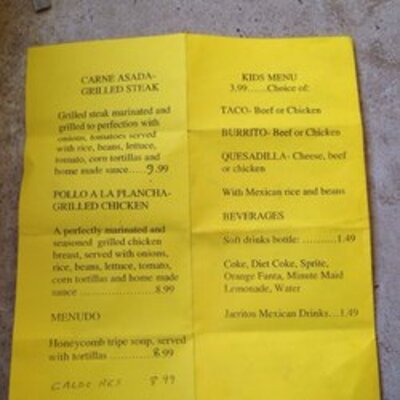 CARNE ASADA-
GRILLED STEAK
Grilled steak marinated and
grilled to perfection with
onions, tomatoes served
with rice, beans, lettuce,
tomato, corn tortillas and
home made sauce.....9.99
POLLO A LA PLANCHA-
GRILLED CHICKEN
A perfectly marinated and
seasoned grilled chicken
breast, served with onions,
rice, beans, lettuce, tomato,
corn tortillas and home made
sauce ...................8.99
MENUDO
Honeycomb tripe soup, served
with tortillas ...........8.99
CALDO RES 8 99
KIDS MENU
3.99......Choice of:
TACO- Beef or Chicken
BURRITO- Beef or Chicken
QUESADILLA- Cheese, beef
or chicken
With Mexican rice and beans
BEVERAGES
Soft drinks bottle: ..........1.49
Coke, Diet Coke, Sprite,
Orange Fanta, Minute Maid
Lemonade, Water
Jarritos Mexican Drinks...1.49